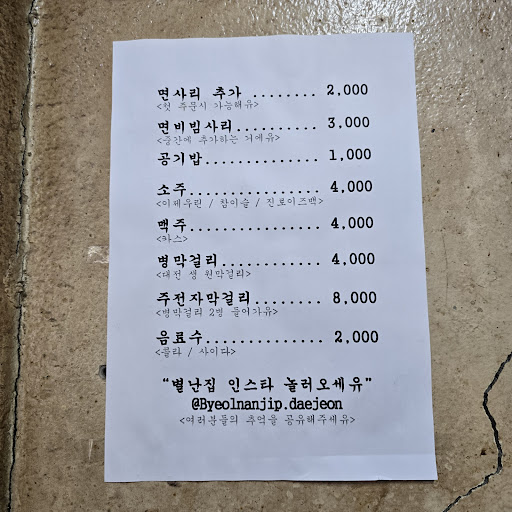 면사리 추가 ........ 2,000
<첫 주문시 가능해유>
면비빔사리.......... 3,000
<중간에 추가하는 거예유>
공기밥.............. 1,000
소주................ 4,000
<이제우린 / 참이슬 / 진로이즈백>
맥주................ 4,000
<카스>
병막걸리............ 4,000
<대전 생 원막걸리>
주전자막걸리........ 8,000
<병막걸리 2병 들어가유>
음료수.............. 2,000
<콜라 / 사이다>
“별난집 인스타 놀러오세유”
@Byeolnanjip.daejeon
<여러분들의 추억을 공유해주세유>